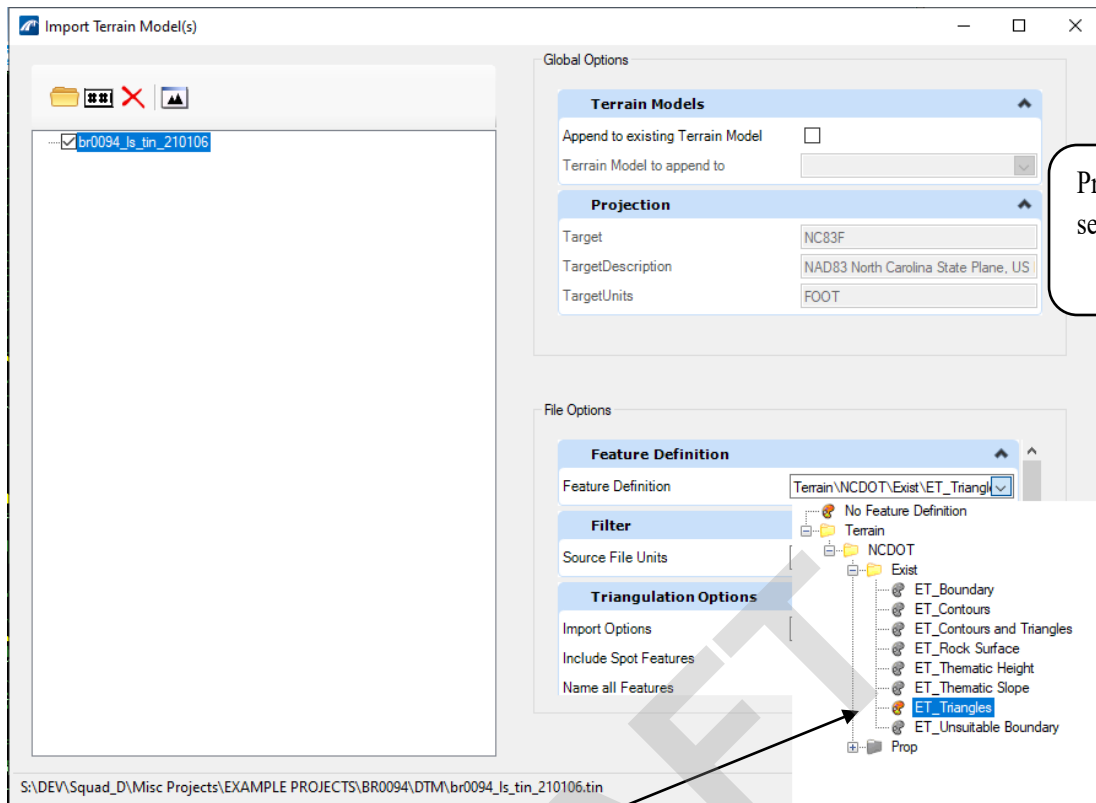 Import Terrain Model(s)
Global Options
Terrain Models
br0094_ls_tin_210106
Append to existing Terrain Model
Terrain Model to append to
Projection
Target
NC83F
TargetDescription
NAD83 North Carolina State Plane, US
TargetUnits
FOOT
File Options
Feature Definition
Feature Definition
Terrain\NCDOT\Exist\ET_Triangl
No Feature Definition
Terrain
NCDOT
Exist
ET_Boundary
ET_Contours
ET_Contours and Triangles
ET_Rock Surface
ET_Thematic Height
ET_Thematic Slope
ET_Triangles
ET_Unsuitable Boundary
Prop
Filter
Source File Units
Triangulation Options
Import Options
Include Spot Features
Name all Features
S:\DEV\Squad_D\Misc Projects\EXAMPLE PROJECTS\BR0094\DTM\br0094_ls_tin_210106.tin